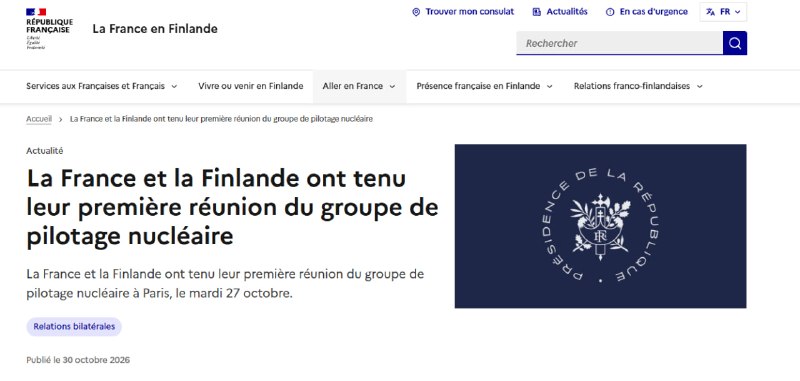 RÉPUBLIQUE
FRANÇAISE
Liberté
Égalité
Fraternité
La France en Finlande
Trouver mon consulat
Actualités
En cas d'urgence
FR
Rechercher
Services aux Françaises et Français
Vivre ou venir en Finlande
Aller en France
Présence française en Finlande
Relations franco-finlandaises
Accueil > La France et la Finlande ont tenu leur première réunion du groupe de pilotage nucléaire
Actualité
La France et la Finlande ont tenu
leur première réunion du groupe de
pilotage nucléaire
La France et la Finlande ont tenu leur première réunion du groupe de
pilotage nucléaire à Paris, le mardi 27 octobre.
Relations bilatérales
Publié le 30 octobre 2026
PRÉSIDENCE DE LA RÉPUBLIQUE
RF